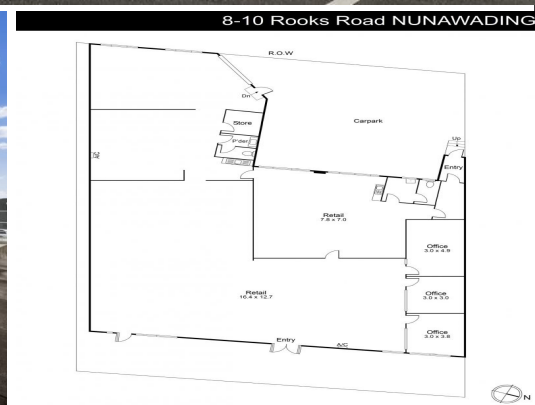 8-10 Rooks Road NUNAWADING
R.O.W
Dn
Store
P'der
Carpark
Up
Entry
Retail
7.8 x 7.0
Office
3.0 x 4.9
Retail
16.4 x 12.7
Office
3.0 x 3.0
Office
3.0 x 3.8
Entry
A/C
N